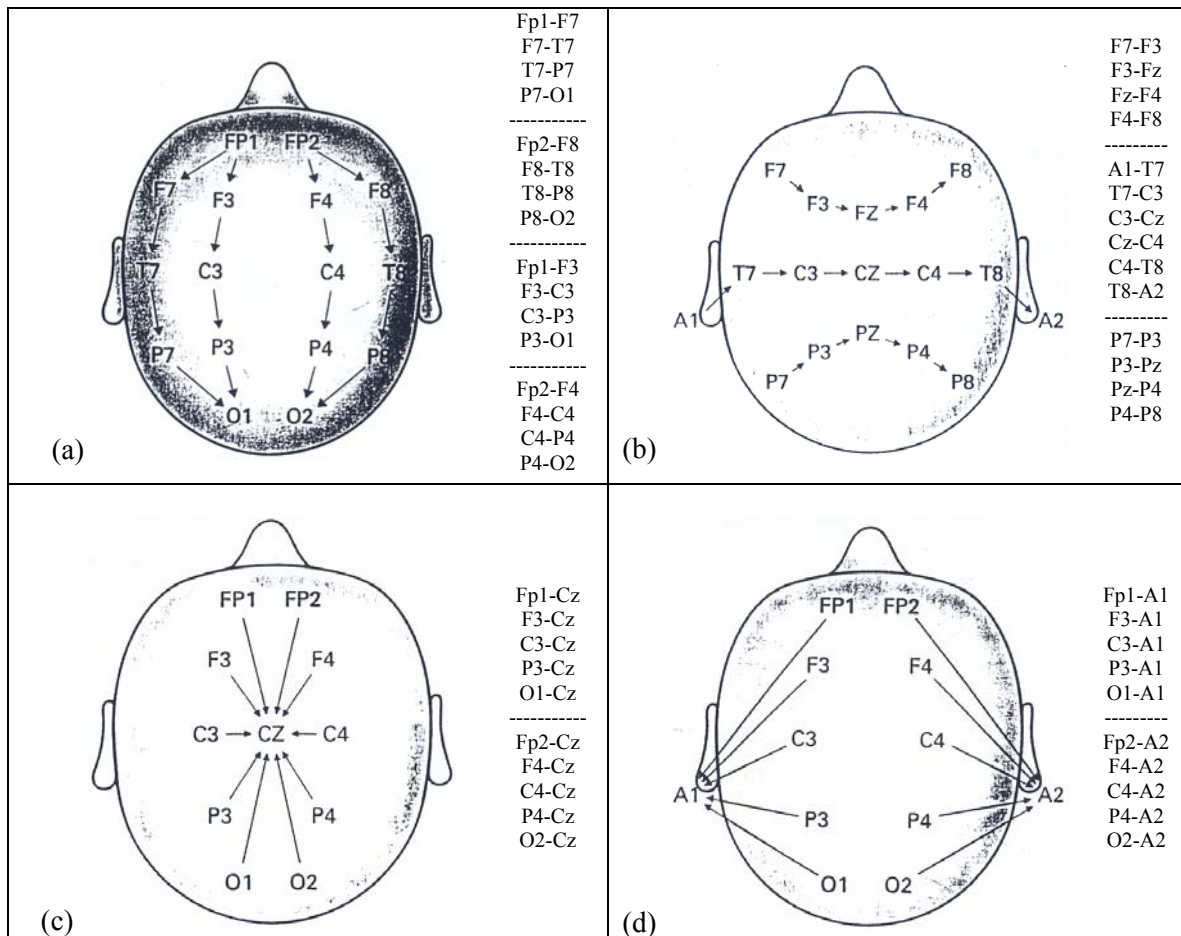 FP1 FP2
F7 F3 F4 F8
T7 C3 C4 T8
P7 P3 P4 P8
O1 O2
(a)
Fp1-F7
F7-T7
T7-P7
P7-O1
------------
Fp2-F8
F8-T8
T8-P8
P8-O2
------------
Fp1-F3
F3-C3
C3-P3
P3-O1
------------
Fp2-F4
F4-C4
C4-P4
P4-O2
F7 F8
F3 FZ F4
T7 C3 CZ C4 T8
A1 A2
P3 PZ P4
P7 P8
(b)
F7-F3
F3-Fz
Fz-F4
F4-F8
---------
A1-T7
T7-C3
C3-Cz
Cz-C4
C4-T8
T8-A2
---------
P7-P3
P3-Pz
Pz-P4
P4-P8
FP1 FP2
F3 F4
C3 CZ C4
P3 P4
O1 O2
(c)
Fp1-Cz
F3-Cz
C3-Cz
P3-Cz
O1-Cz
------------
Fp2-Cz
F4-Cz
C4-Cz
P4-Cz
O2-Cz
FP1 FP2
F3 F4
C3 C4
A1 A2
P3 P4
O1 O2
(d)
Fp1-A1
F3-A1
C3-A1
P3-A1
O1-A1
---------
Fp2-A2
F4-A2
C4-A2
P4-A2
O2-A2